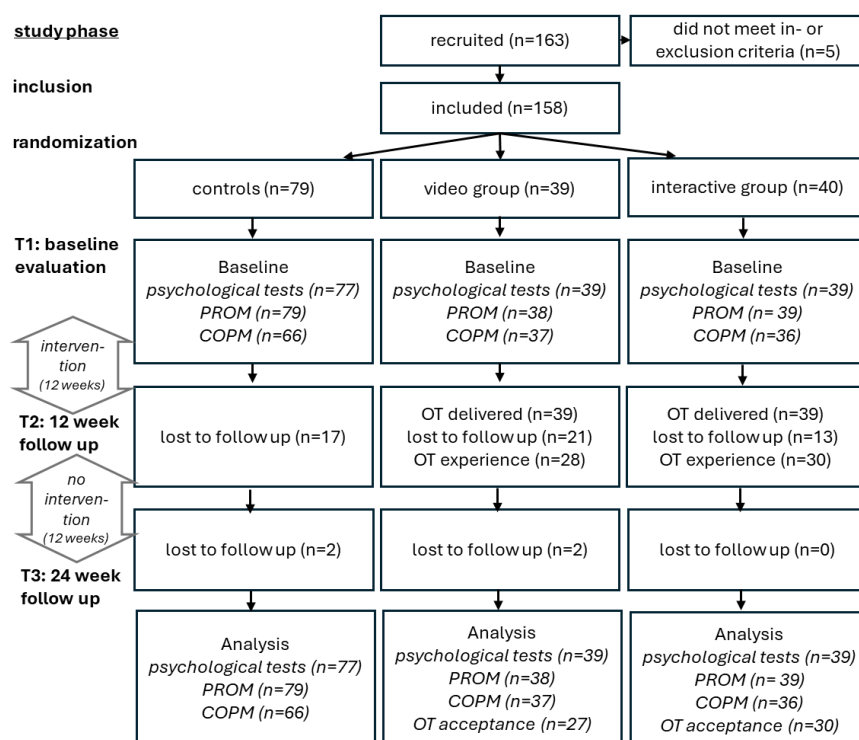 study phase
recruited (n=163)
did not meet in- or
exclusion criteria (n=5)
inclusion
included (n=158)
randomization
controls (n=79)
video group (n=39)
interactive group (n=40)
T1: baseline
evaluation
Baseline
psychological tests (n=77)
PROM (n=79)
COPM (n=66)
Baseline
psychological tests (n=39)
PROM (n=38)
COPM (n=37)
Baseline
psychological tests (n=39)
PROM (n= 39)
COPM (n=36)
interven-
tion
(12 weeks)
T2: 12 week
follow up
lost to follow up (n=17)
OT delivered (n=39)
lost to follow up (n=21)
OT experience (n=28)
OT delivered (n=39)
lost to follow up (n=13)
OT experience (n=30)
no
interven-
tion
(12 weeks)
T3: 24 week
follow up
lost to follow up (n=2)
lost to follow up (n=2)
lost to follow up (n=0)
Analysis
psychological tests (n=77)
PROM (n=79)
COPM (n=66)
Analysis
psychological tests (n=39)
PROM (n=38)
COPM (n=37)
OT acceptance (n=27)
Analysis
psychological tests (n=39)
PROM (n= 39)
COPM (n=36)
OT acceptance (n=30)